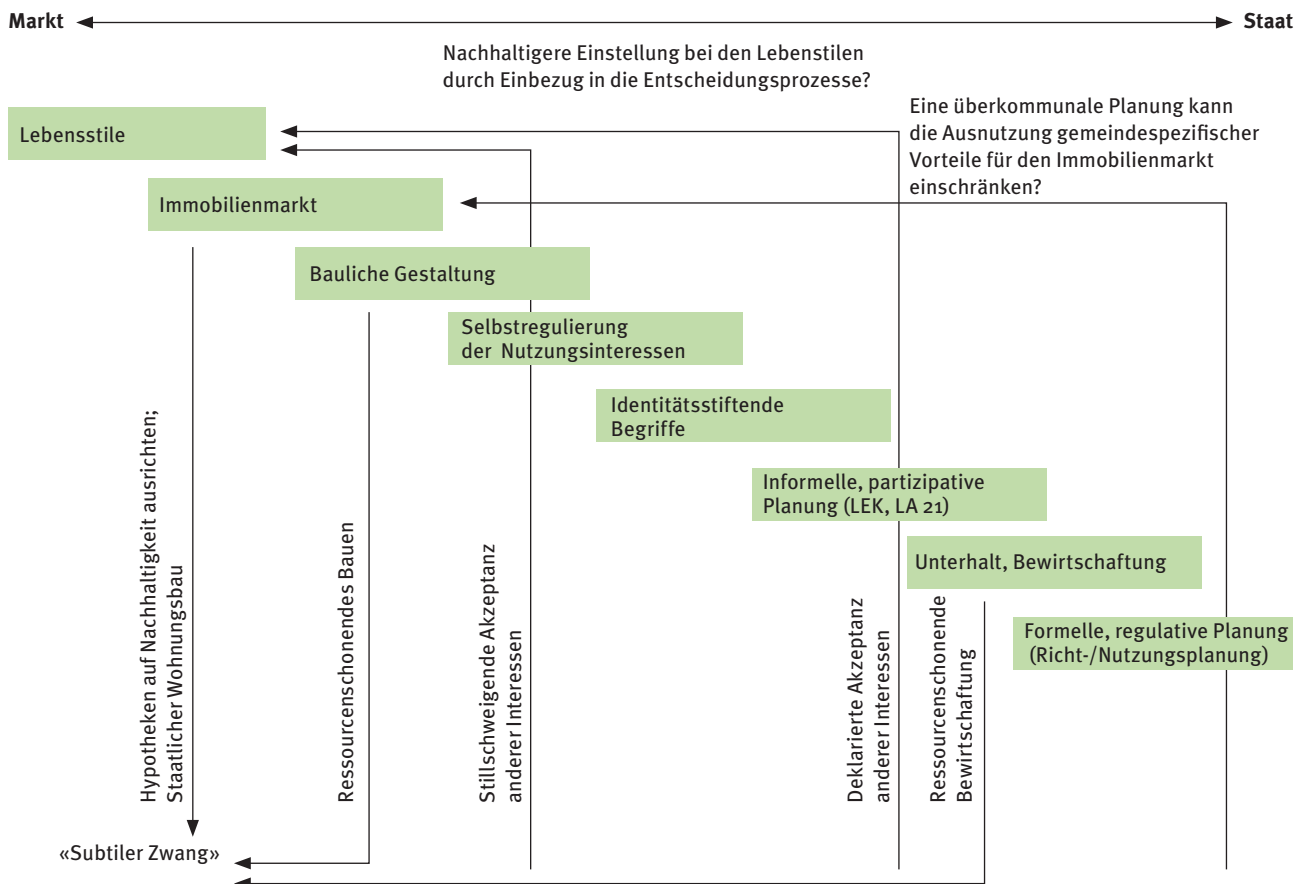 Markt
Staat
Nachhaltigere Einstellung bei den Lebenstilen
durch Einbezug in die Entscheidungsprozesse?
Eine überkommunale Planung kann
die Ausnutzung gemeindespezifischer
Vorteile für den Immobilienmarkt
einschränken?
Lebensstile
Immobilienmarkt
Bauliche Gestaltung
Selbstregulierung
der Nutzungsinteressen
Identitätsstiftende
Begriffe
Informelle, partizipative
Planung (LEK, LA 21)
Unterhalt, Bewirtschaftung
Formelle, regulative Planung
(Richt-/Nutzungsplanung)
Hypotheken auf Nachhaltigkeit ausrichten;
Staatlicher Wohnungsbau
Ressourcenschonendes Bauen
Stillschweigende Akzeptanz
anderer Interessen
Deklarierte Akzeptanz
anderer Interessen
Ressourcenschonende
Bewirtschaftung
«Subtiler Zwang»